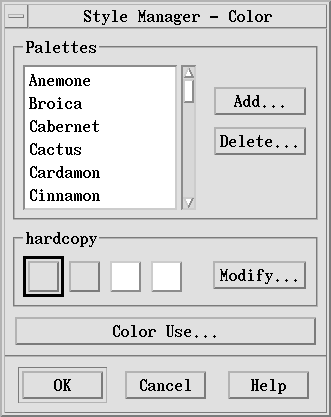 Style Manager - Color
Palettes
Anemone
Broica
Cabernet
Cactus
Cardamon
Cinnamon
Add...
Delete...
hardcopy
Modify...
Color Use...
OK
Cancel
Help